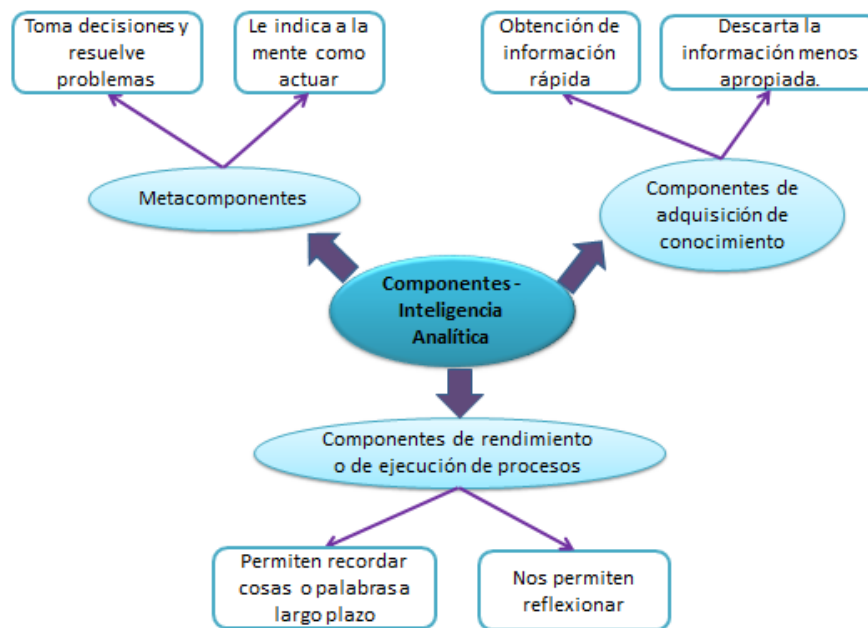 Toma decisiones y
resuelve
problemas
Le indica a la
mente como
actuar
Obtención de
información
rápida
Descarta la
información menos
apropiada.
Metacomponentes
Componentes de
adquisición de
conocimiento
Componentes -
Inteligencia
Analítica
Componentes de rendimiento
o de ejecución de procesos
Permiten recordar
cosas o palabras a
largo plazo
Nos permiten
reflexionar